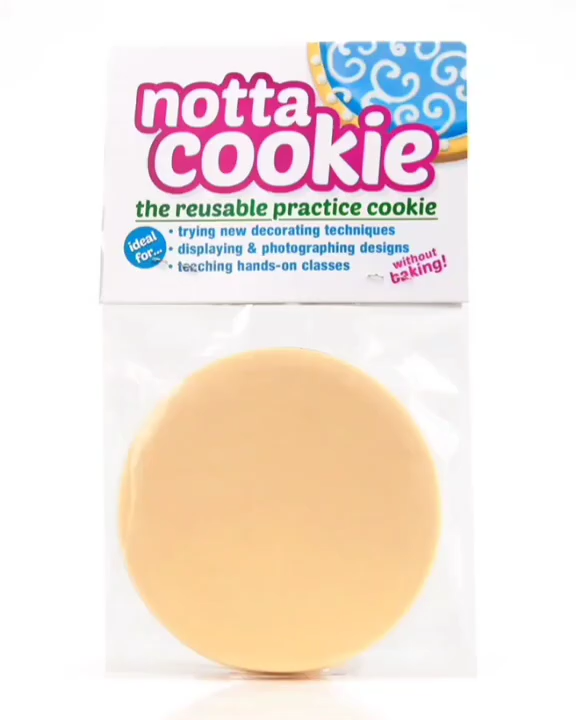 notta
cookie
the reusable practice cookie
ideal
for...
• trying new decorating techniques
• displaying & photographing designs
• teaching hands-on classes
without
baking!